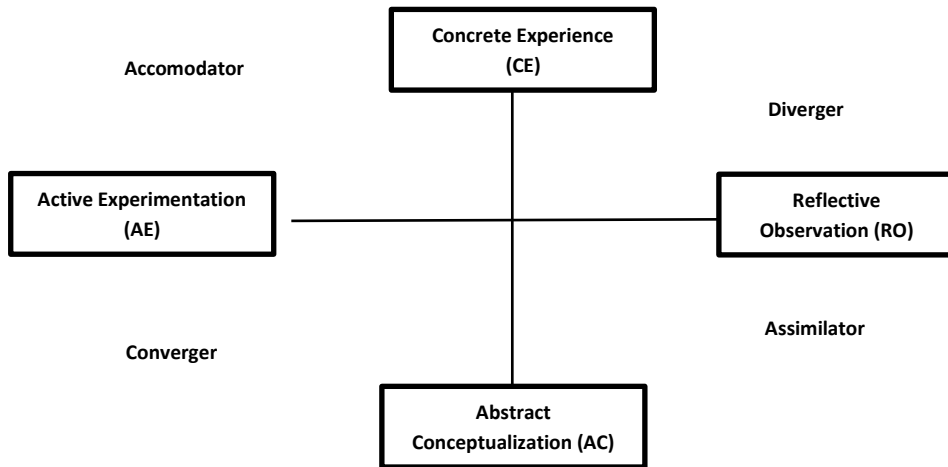 Concrete Experience
(CE)
Accomodator
Diverger
Active Experimentation
(AE)
Reflective
Observation (RO)
Assimilator
Converger
Abstract
Conceptualization (AC)